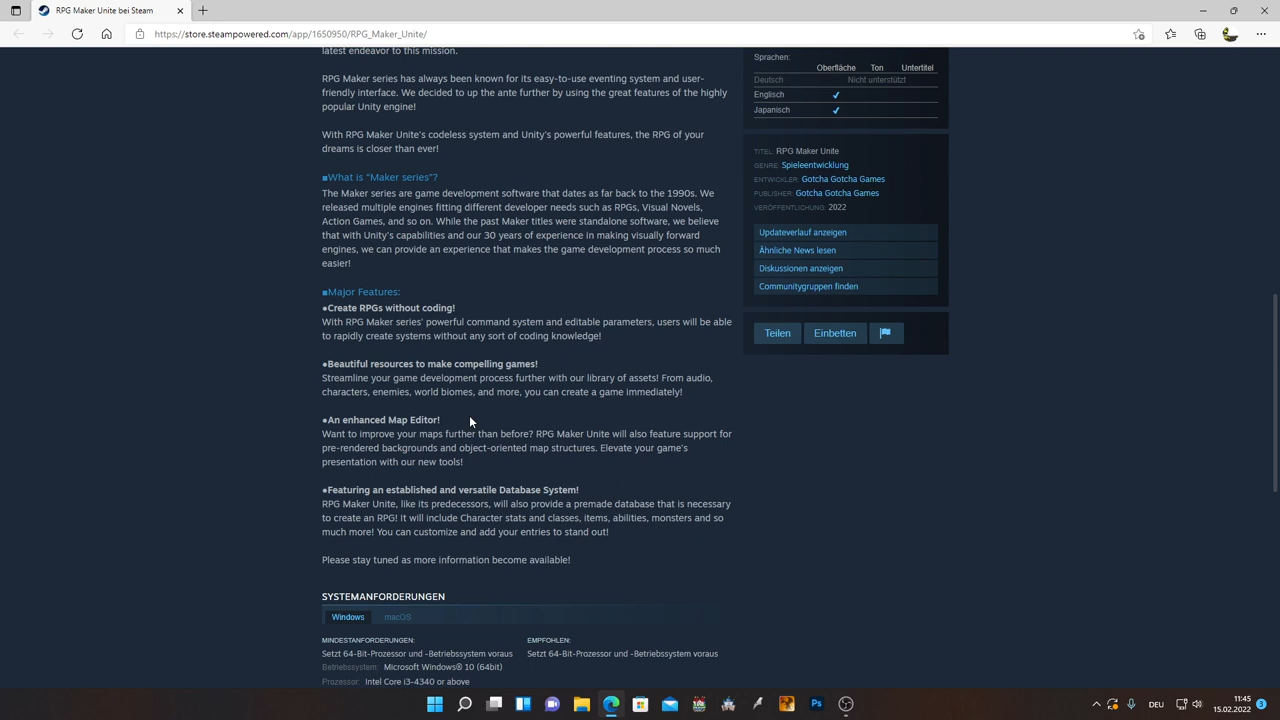 RPG Maker Unite bei Steam
https://store.steampowered.com/app/1650950/RPG_Maker_Unite/
latest endeavor to this mission.
RPG Maker series has always been known for its easy-to-use eventing system and user-
friendly interface. We decided to up the ante further by using the great features of the highly
popular Unity engine!
With RPG Maker Unite's codeless system and Unity's powerful features, the RPG of your
dreams is closer than ever!
■What is "Maker series"?
The Maker series are game development software that dates as far back to the 1990s. We
released multiple engines fitting different developer needs such as RPGs, Visual Novels,
Action Games, and so on. While the past Maker titles were standalone software, we believe
that with Unity's capabilities and our 30 years of experience in making visually forward
engines, we can provide an experience that makes the game development process so much
easier!
■Major Features:
●Create RPGs without coding!
With RPG Maker series' powerful command system and editable parameters, users will be able
to rapidly create systems without any sort of coding knowledge!
●Beautiful resources to make compelling games!
Streamline your game development process further with our library of assets! From audio,
characters, enemies, world biomes, and more, you can create a game immediately!
●An enhanced Map Editor!
Want to improve your maps further than before? RPG Maker Unite will also feature support for
pre-rendered backgrounds and object-oriented map structures. Elevate your game's
presentation with our new tools!
●Featuring an established and versatile Database System!
RPG Maker Unite, like its predecessors, will also provide a premade database that is necessary
to create an RPG! It will include Character stats and classes, items, abilities, monsters and so
much more! You can customize and add your entries to stand out!
Please stay tuned as more information become available!
SYSTEMANFORDERUNGEN
Windows macOS
MINDESTANFORDERUNGEN:
Setzt 64-Bit-Prozessor und -Betriebssystem voraus
Betriebssystem: Microsoft Windows® 10 (64bit)
Prozessor: Intel Core i3-4340 or above
EMPFOHLEN:
Setzt 64-Bit-Prozessor und -Betriebssystem voraus
Sprachen:
Oberfläche Ton Untertitel
Deutsch Nicht unterstützt
Englisch ✔
Japanisch ✔
TITEL: RPG Maker Unite
GENRE: Spieleentwicklung
ENTWICKLER: Gotcha Gotcha Games
PUBLISHER: Gotcha Gotcha Games
VERÖFFENTLICHUNG: 2022
Updateverlauf anzeigen
Ähnliche News lesen
Diskussionen anzeigen
Communitygruppen finden
Teilen Einbetten
Ps
DEU
11:45
15.02.2022
3